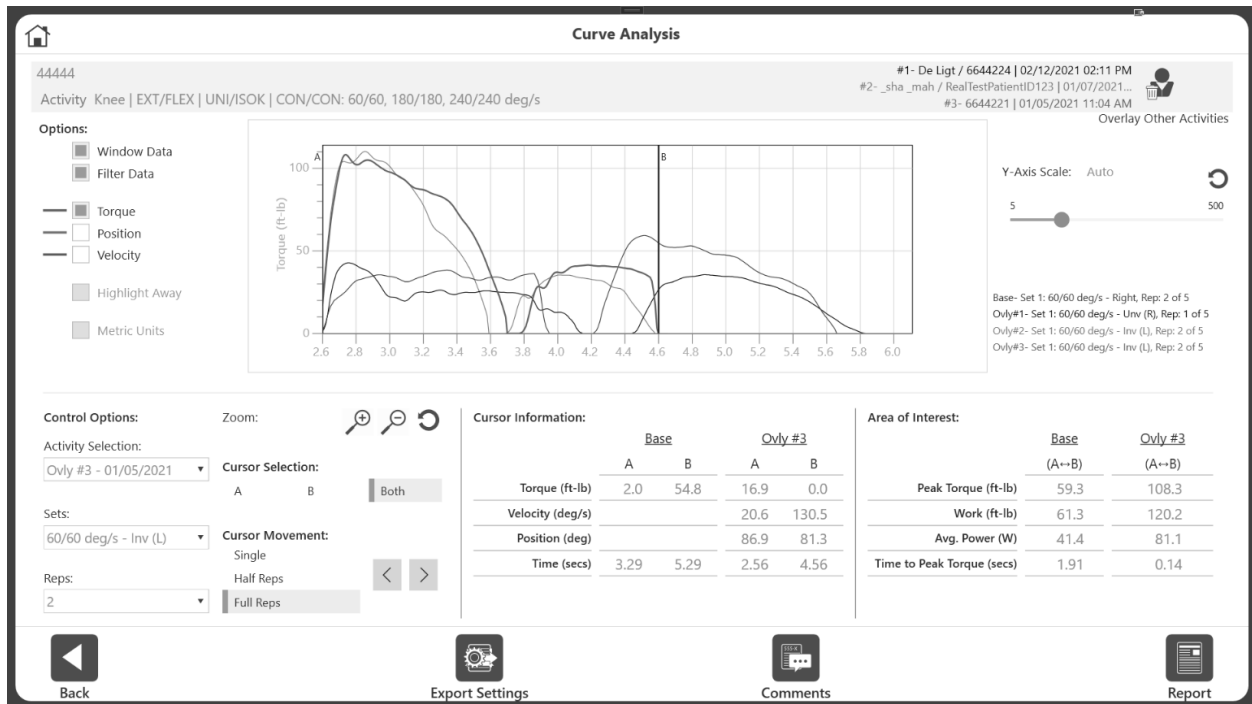 Curve Analysis
44444
Activity Knee | EXT/FLEX | UNI/ISOK | CON/CON: 60/60, 180/180, 240/240 deg/s
#1- De Ligt / 6644224 | 02/12/2021 02:11 PM
#2- _sha _mah / RealTestPatientID123 | 01/07/2021...
#3- 6644221 | 01/05/2021 11:04 AM
Overlay Other Activities
Options:
Window Data
Filter Data
Torque
Position
Velocity
Highlight Away
Metric Units
Torque (ft-lb)
100
50
0
A
B
2.6 2.8 3.0 3.2 3.4 3.6 3.8 4.0 4.2 4.4 4.6 4.8 5.0 5.2 5.4 5.6 5.8 6.0
Y-Axis Scale: Auto
5 500
Base- Set 1: 60/60 deg/s - Right, Rep: 2 of 5
Ovly#1- Set 1: 60/60 deg/s - Unv (R), Rep: 1 of 5
Ovly#2- Set 1: 60/60 deg/s - Inv (L), Rep: 2 of 5
Ovly#3- Set 1: 60/60 deg/s - Inv (L), Rep: 2 of 5
Control Options:
Activity Selection:
Ovly #3 - 01/05/2021
Sets:
60/60 deg/s - Inv (L)
Reps:
2
Zoom:
Cursor Selection:
A B Both
Cursor Movement:
Single
Half Reps
Full Reps
Cursor Information:
Base Ovly #3
A B A B
Torque (ft-lb) 2.0 54.8 16.9 0.0
Velocity (deg/s) 20.6 130.5
Position (deg) 86.9 81.3
Time (secs) 3.29 5.29 2.56 4.56
Area of Interest:
Base Ovly #3
(A↔B) (A↔B)
Peak Torque (ft-lb) 59.3 108.3
Work (ft-lb) 61.3 120.2
Avg. Power (W) 41.4 81.1
Time to Peak Torque (secs) 1.91 0.14
Back
Export Settings
Comments
Report